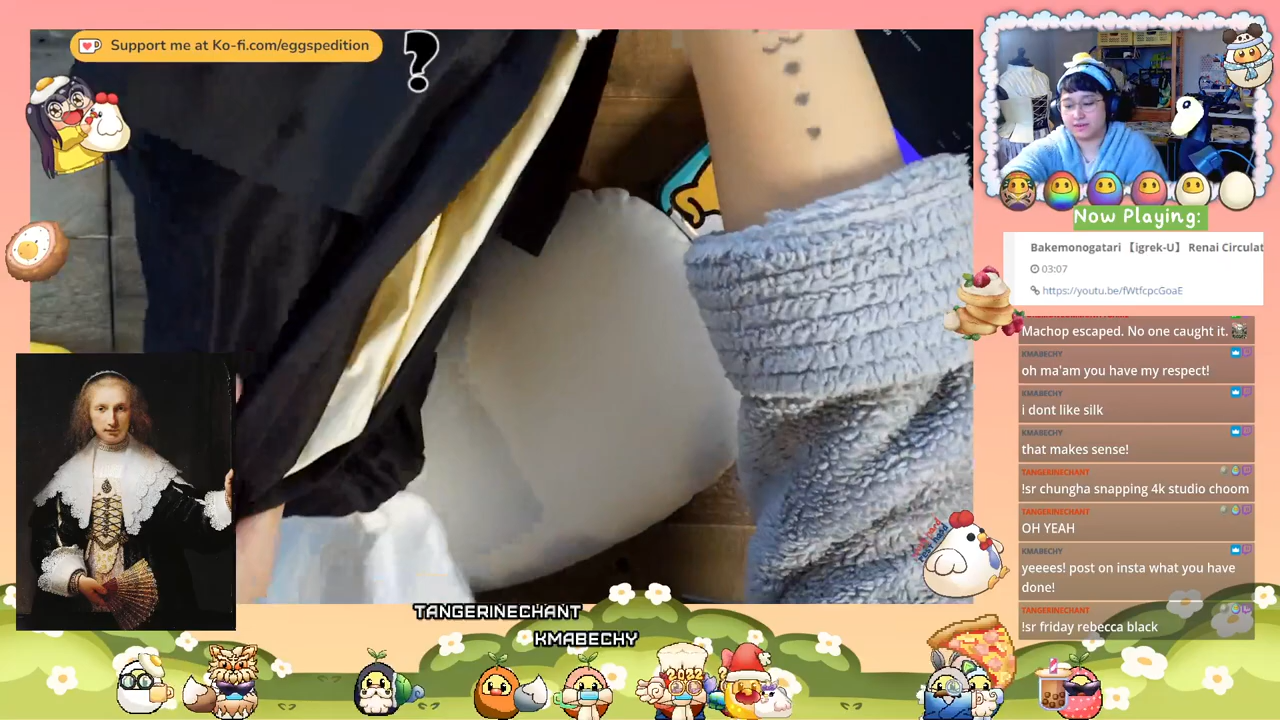 Support me at Ko-fi.com/eggspedition
?
Now Playing:
Bakemonogatari 【igrek-U】 Renai Circulat
03:07
https://youtu.be/fWtfcpcGoaE
Machop escaped. No one caught it.
KMABECHY
oh ma'am you have my respect!
KMABECHY
i dont like silk
KMABECHY
that makes sense!
TANGERINECHANT
!sr chungha snapping 4k studio choom
TANGERINECHANT
OH YEAH
KMABECHY
yeeees! post on insta what you have
done!
TANGERINECHANT
!sr friday rebecca black
TANGERINECHANT
KMABECHY
2022